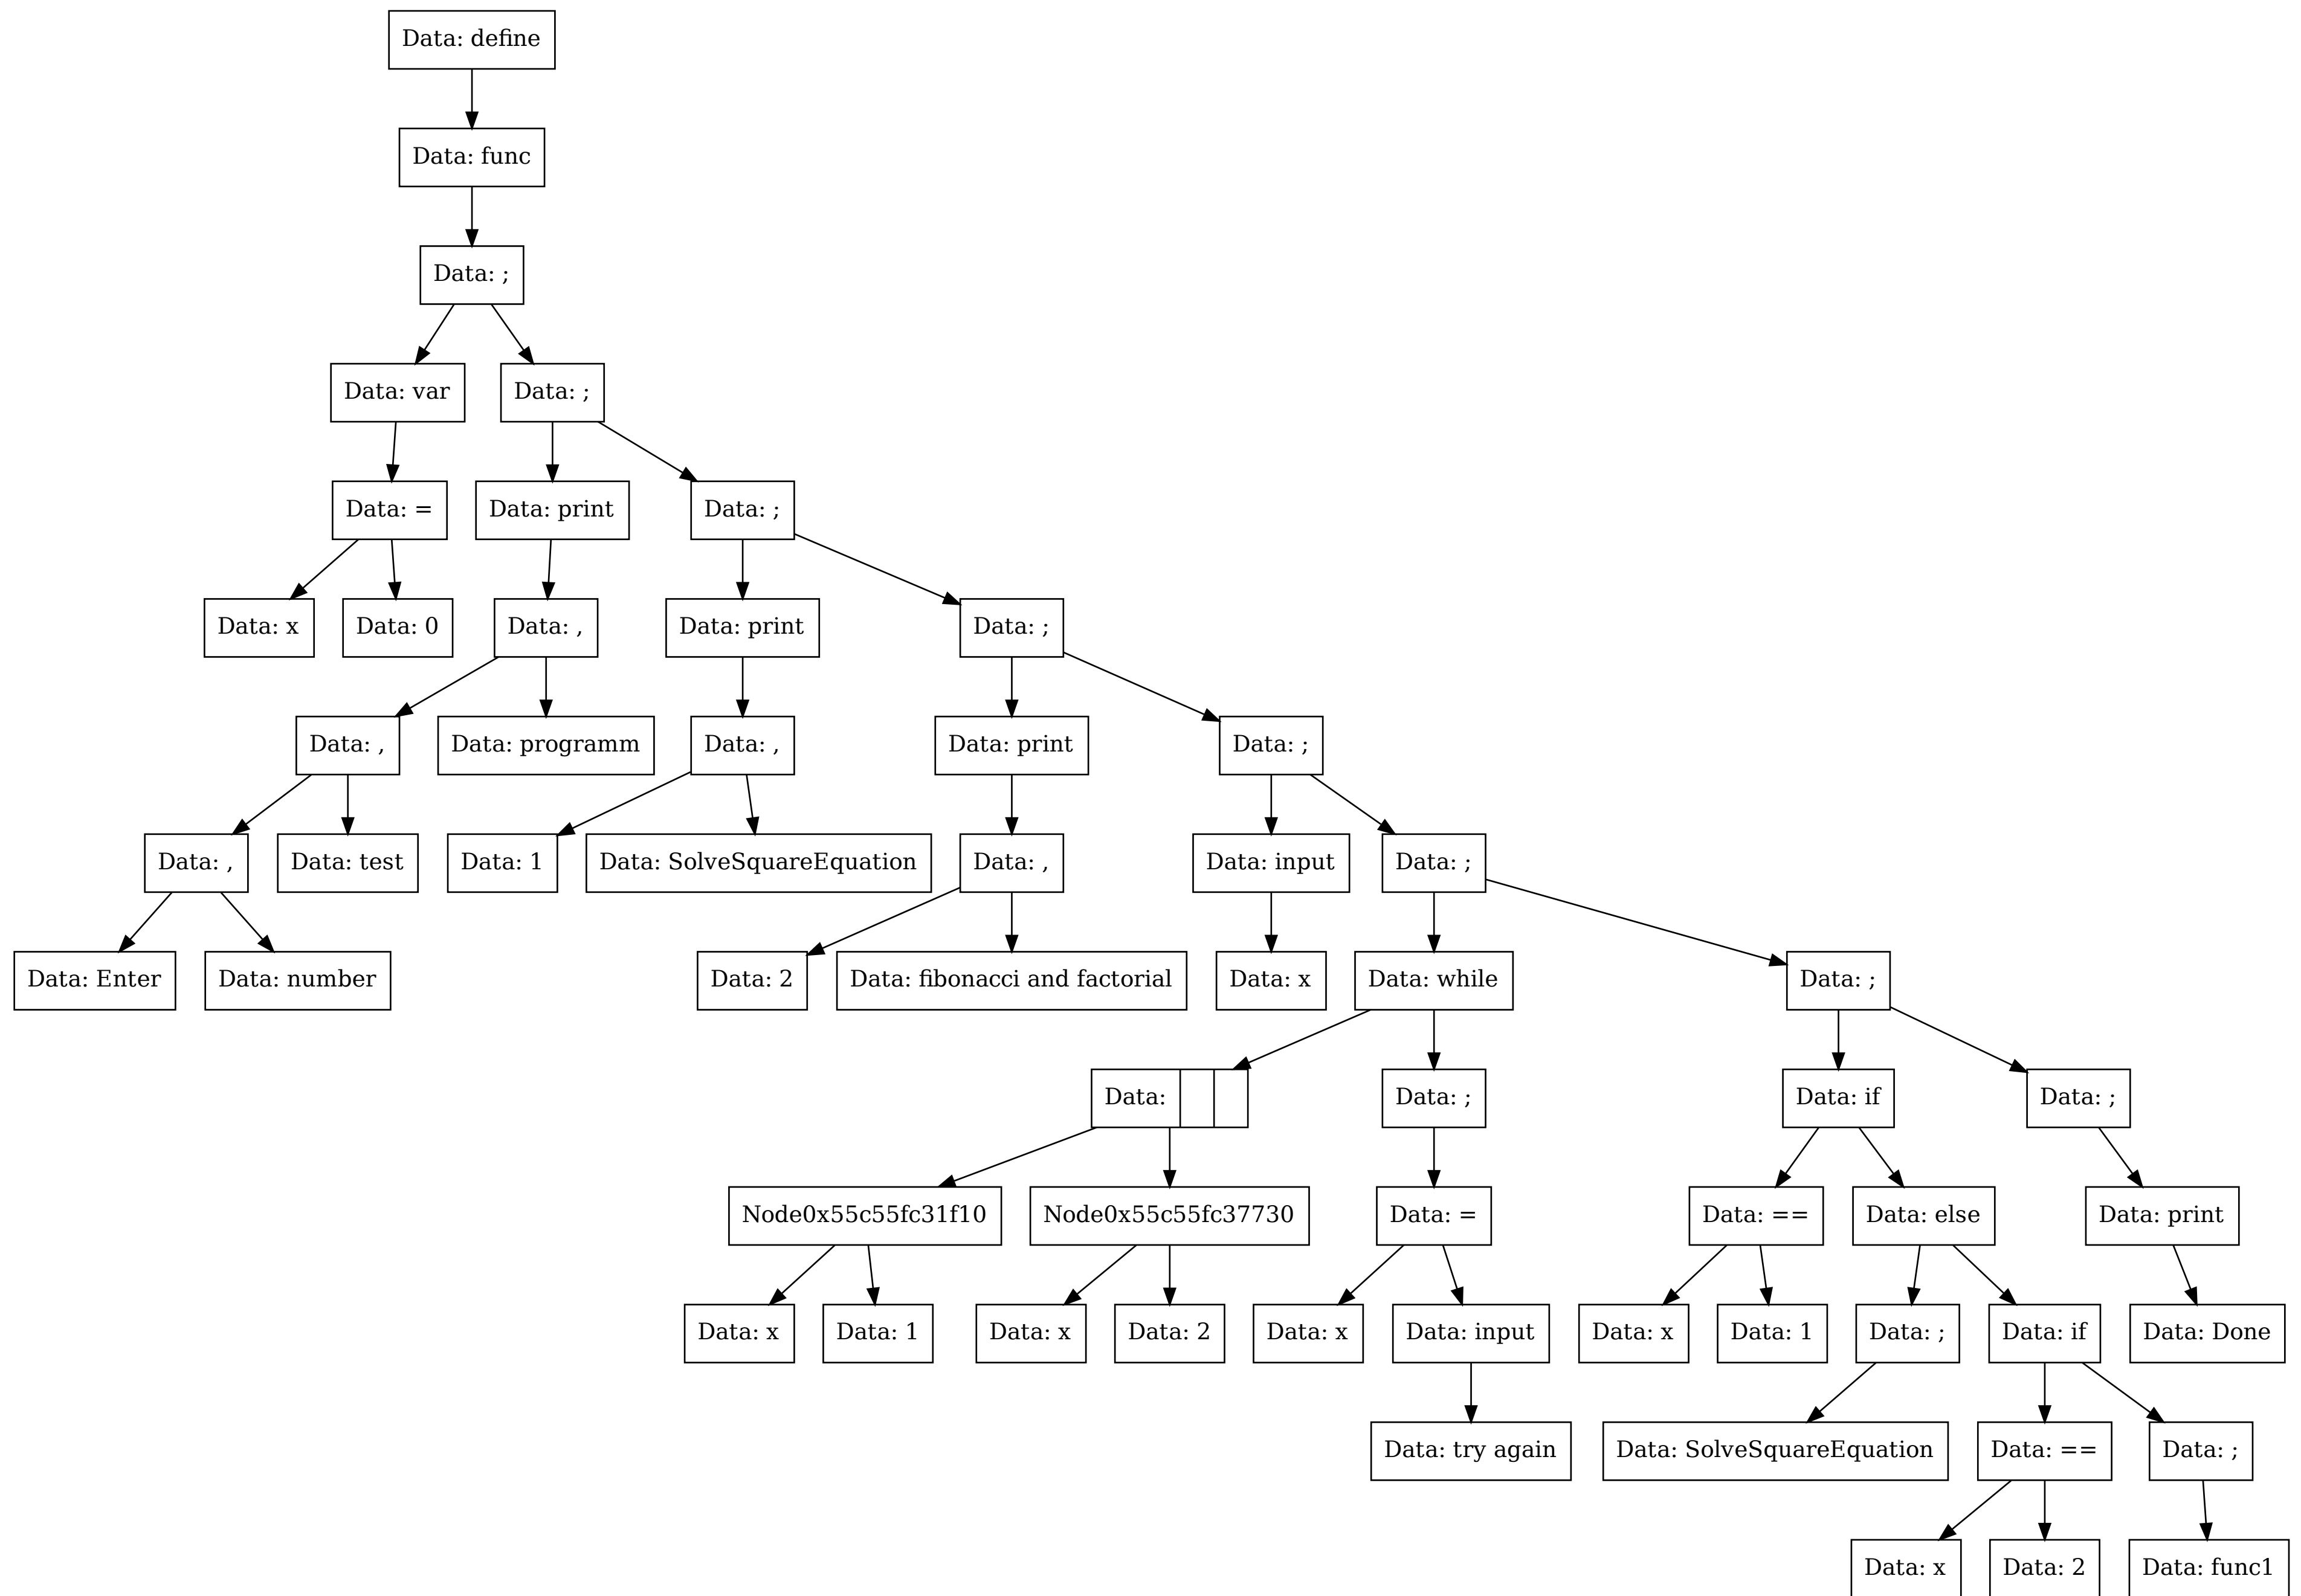 Data: define
Data: func
Data: ;
Data: var
Data: ;
Data: =
Data: print
Data: ;
Data: x
Data: 0
Data: ,
Data: print
Data: ;
Data: ,
Data: programm
Data: ,
Data: print
Data: ;
Data: ,
Data: test
Data: 1
Data: SolveSquareEquation
Data: ,
Data: input
Data: ;
Data: Enter
Data: number
Data: 2
Data: fibonacci and factorial
Data: x
Data: while
Data: ;
Data:
Data: ;
Data: if
Data: ;
Node0x55c55fc31f10
Node0x55c55fc37730
Data: =
Data: ==
Data: else
Data: print
Data: x
Data: 1
Data: x
Data: 2
Data: x
Data: input
Data: x
Data: 1
Data: ;
Data: if
Data: Done
Data: try again
Data: SolveSquareEquation
Data: ==
Data: ;
Data: x
Data: 2
Data: func1